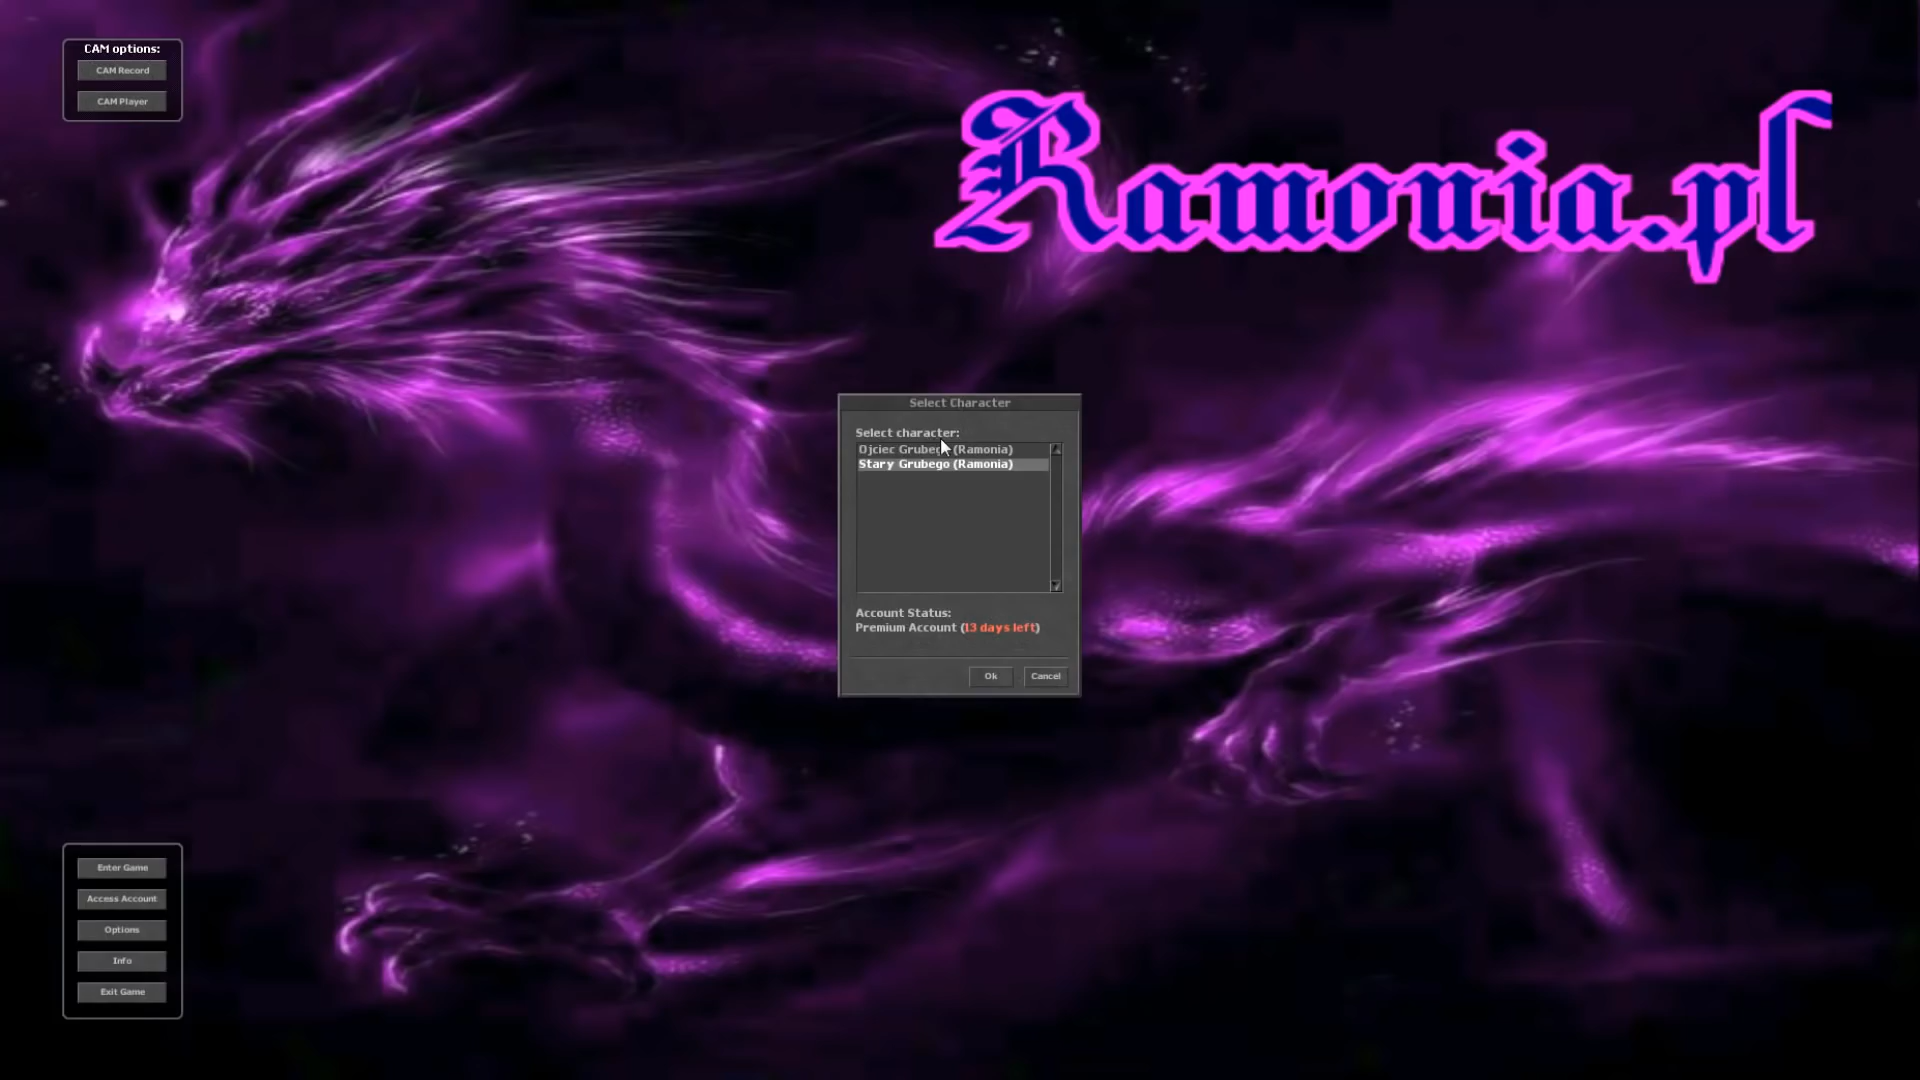 CAM options:
CAM Record
CAM Player
Ramonia.pl
Select Character
Select character:
Ojciec Grubego (Ramonia)
Stary Grubego (Ramonia)
Account Status:
Premium Account (13 days left)
Ok
Cancel
Enter Game
Access Account
Options
Info
Exit Game